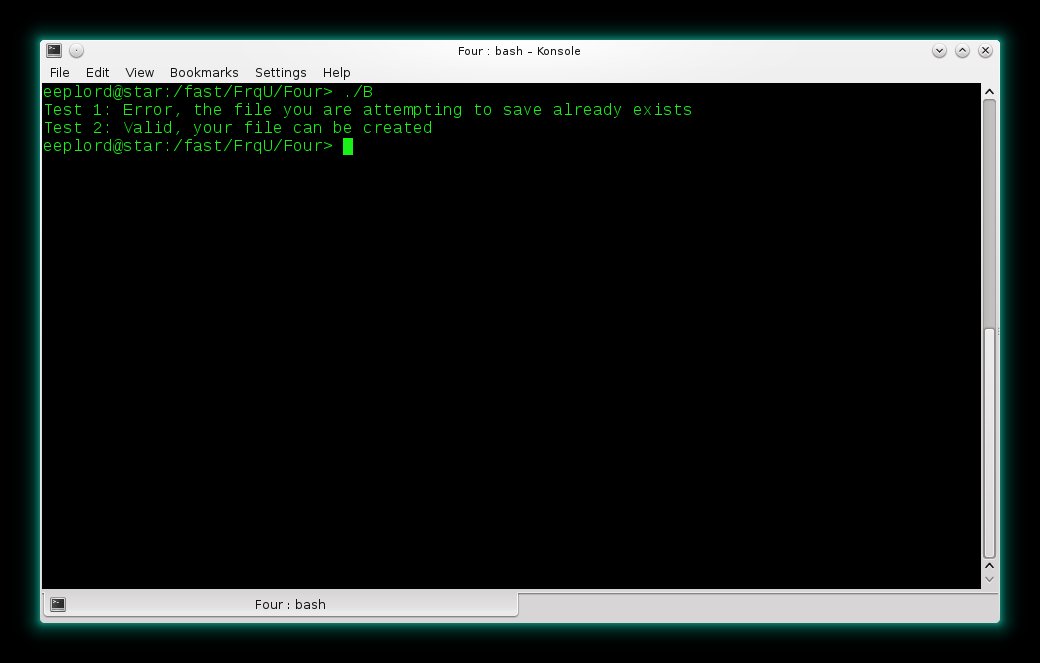 Four : bash – Konsole
File Edit View Bookmarks Settings Help
eeplord@star:/fast/FrqU/Four> ./B
Test 1: Error, the file you are attempting to save already exists
Test 2: Valid, your file can be created
eeplord@star:/fast/FrqU/Four>
Four : bash